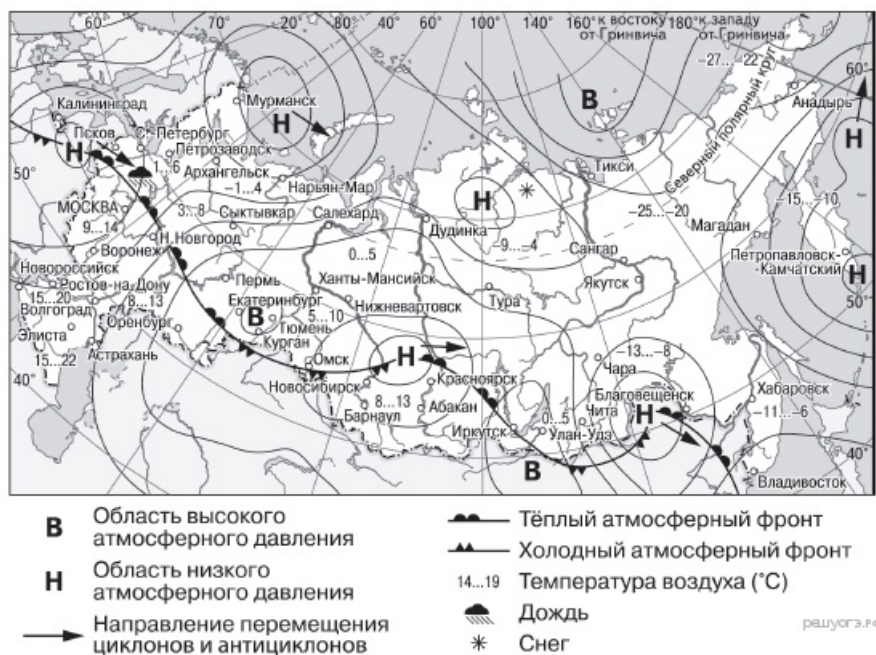 20° 0° 20° 40° 60° 80° 100° 140° 160° к востоку от Гринвича 180° к западу от Гринвича
-27...-22
60°
Северный полярный круг
Анадырь
Калининград
Мурманск
Н
В
Н
Псков
С.-Петербург
Н
Петрозаводск
1...6
Архангельск
Нарьян-Мар
-1...4
50°
Тикси
Н
МОСКВА
9...14
3...8
Сыктывкар
Салехард
Дудинка
-9...-4
-25...-20
-15...-10
Магадан
Воронеж
Н.Новгород
0...5
Сангар
Петропавловск-
Камчатский
Новороссийск
Ростов-на-Дону
15...20
Волгоград
8...13
Пермь
Ханты-Мансийск
Тура
Якутск
Н
50°
Екатеринбург
В
5...10
Нижневартовск
Оренбург
Тюмень
Курган
Элиста
15...22
Астрахань
Омск
Н
-13...-8
Чара
40°
Новосибирск
Красноярск
Благовещенск
Хабаровск
8...13
Барнаул
Абакан
0...5
Чита
Н
-11...-6
Иркутск
Улан-Удэ
40°
В
Владивосток
В Область высокого
атмосферного давления
Н Область низкого
атмосферного давления
Направление перемещения
циклонов и антициклонов
Тёплый атмосферный фронт
Холодный атмосферный фронт
14...19 Температура воздуха (°С)
Дождь
Снег
решуогэ.рф